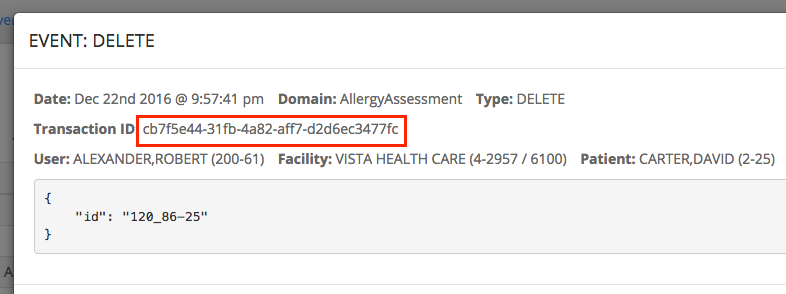 EVENT: DELETE
Date: Dec 22nd 2016 @ 9:57:41 pm Domain: AllergyAssessment Type: DELETE
Transaction ID: cb7f5e44-31fb-4a82-aff7-d2d6ec3477fc
User: ALEXANDER,ROBERT (200-61) Facility: VISTA HEALTH CARE (4-2957 / 6100) Patient: CARTER,DAVID (2-25)
{
"id": "120_86-25"
}
A